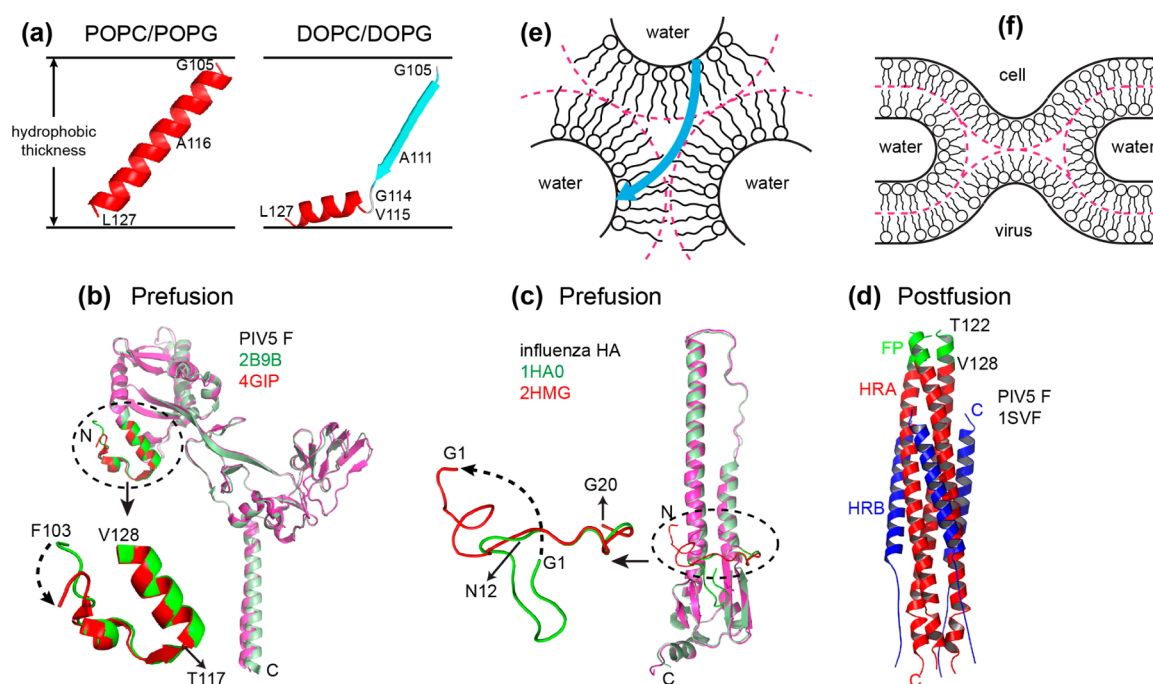 (a)
POPC/POPG
DOPC/DOPG
G105
G105
hydrophobic
thickness
A116
A111
G114
L127
L127
V115
(e)
water
water
water
(f)
cell
water
water
virus
(b) Prefusion
PIV5 F
2B9B
4GIP
N
F103
V128
T117
C
(c) Prefusion
influenza HA
1HA0
2HMG
G1
G20
N
G1
N12
C
(d) Postfusion
T122
FP
V128
HRA
PIV5 F
1SVF
C
HRB
C